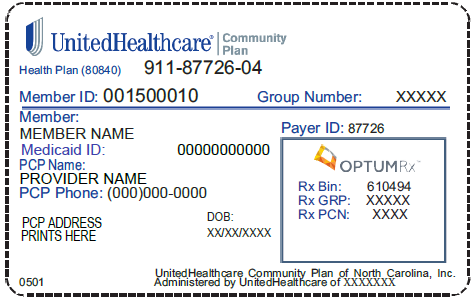 UnitedHealthcare® Community
Plan
Health Plan (80840) 911-87726-04
Member ID: 001500010 Group Number: XXXXX
Member:
MEMBER NAME
Medicaid ID: 00000000000
PCP Name:
PROVIDER NAME
PCP Phone: (000)000-0000
PCP ADDRESS
PRINTS HERE
DOB:
XX/XX/XXXX
Payer ID: 87726
OPTUMRx™
Rx Bin: 610494
Rx GRP: XXXXX
Rx PCN: XXXX
0501
UnitedHealthcare Community Plan of North Carolina, Inc.
Administered by UnitedHealthcare of XXXXXXX